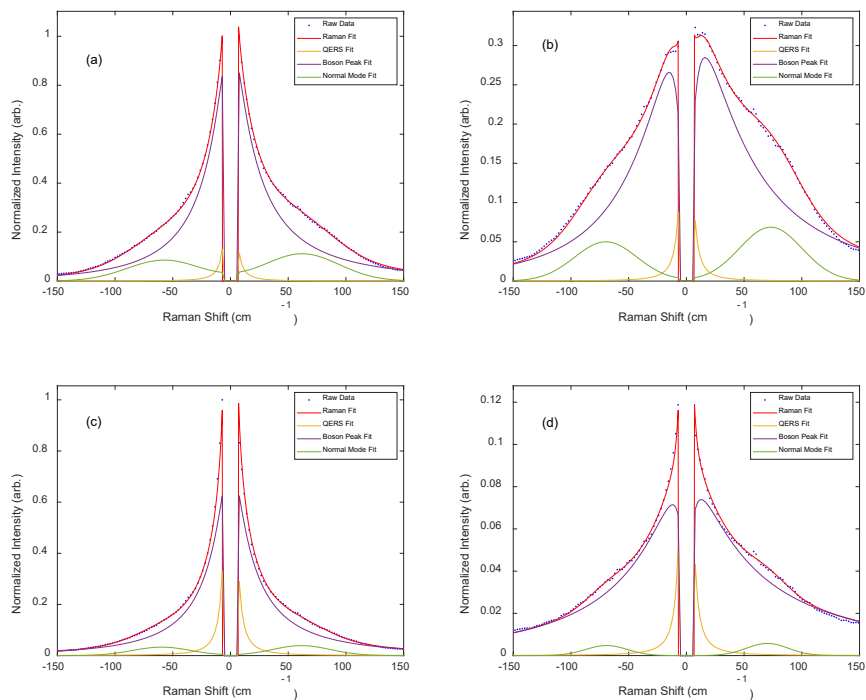 (a)
Raw Data
Raman Fit
QERS Fit
Boson Peak Fit
Normal Mode Fit
Normalized Intensity (arb.)
1
0.8
0.6
0.4
0.2
0
-150 -100 -50 0 50 100 150
Raman Shift (cm-1)
(b)
Raw Data
Raman Fit
QERS Fit
Boson Peak Fit
Normal Mode Fit
Normalized Intensity (arb.)
0.3
0.25
0.2
0.15
0.1
0.05
0
-150 -100 -50 0 50 100 150
Raman Shift (cm-1)
(c)
Raw Data
Raman Fit
QERS Fit
Boson Peak Fit
Normal Mode Fit
Normalized Intensity (arb.)
1
0.8
0.6
0.4
0.2
0
-150 -100 -50 0 50 100 150
Raman Shift (cm-1)
(d)
Raw Data
Raman Fit
QERS Fit
Boson Peak Fit
Normal Mode Fit
Normalized Intensity (arb.)
0.12
0.1
0.08
0.06
0.04
0.02
0
-150 -100 -50 0 50 100 150
Raman Shift (cm-1)